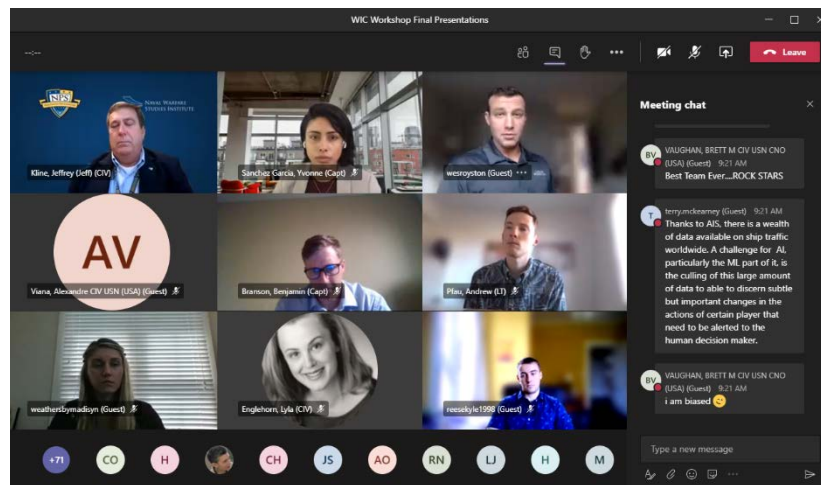 WIC Workshop Final Presentations
--:--
Leave
NPS
NAVAL WARFARE
STUDIES INSTITUTE
Kline, Jeffrey (Jeff) (CIV)
Sanchez Garcia, Yvonne (Capt)
wesroyston (Guest) ...
AV
Viana, Alexandre CIV USN (USA) (Guest)
Branson, Benjamin (Capt)
Pfau, Andrew (LT)
weathersbymadisyn (Guest)
Englehorn, Lyla (CIV)
reesekyle1998 (Guest)
+71
CO
H
CH
JS
AO
RN
LJ
H
M
Meeting chat
BV
VAUGHAN, BRETT M CIV USN CNO
(USA) (Guest) 9:21 AM
Best Team Ever....ROCK STARS
T
terry.mckearney (Guest) 9:21 AM
Thanks to AIS, there is a wealth
of data available on ship traffic
worldwide. A challenge for AI,
particularly the ML part of it, is
the culling of this large amount
of data to able to discern subtle
but important changes in the
actions of certain player that
need to be alerted to the
human decision maker.
BV
VAUGHAN, BRETT M CIV USN CNO
(USA) (Guest) 9:21 AM
i am biased
Type a new message